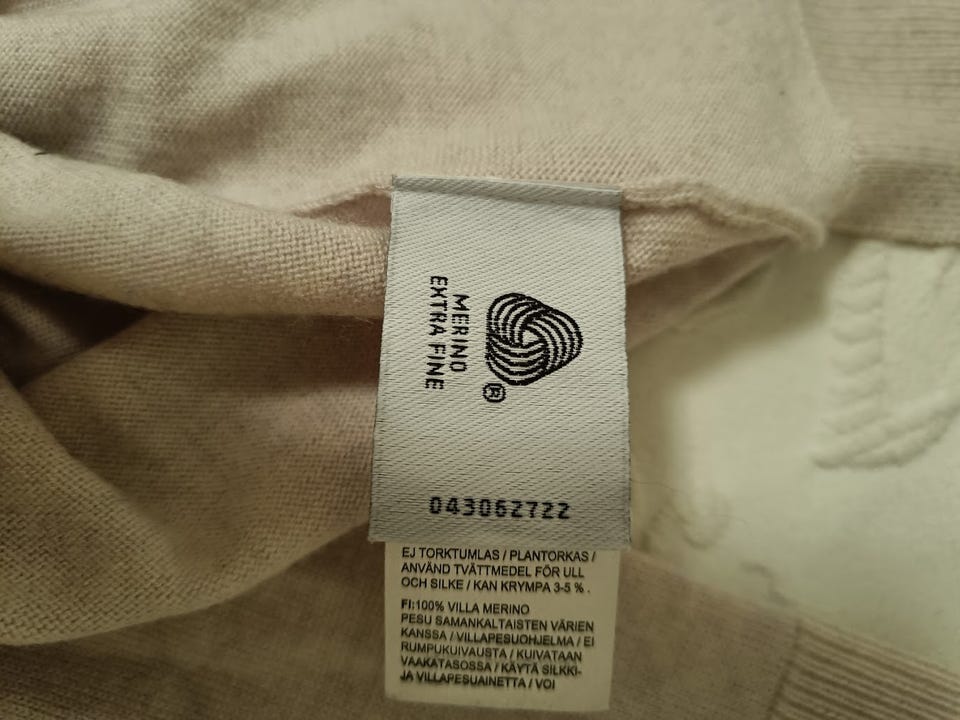 MERINO
EXTRA FINE
®
043062722
EJ TORKTUMLAS / PLANTORKAS /
ANVÄND TVÄTTMEDEL FÖR ULL
OCH SILKE / KAN KRYMPA 3-5 % .
FI:100% VILLA MERINO
PESU SAMANKALTAISTEN VÄRIEN
KANSSA / VILLAPESUOHJELMA / EI
RUMPUKUIVAUSTA / KUIVATAAN
VAAKATASOSSA / KÄYTÄ SILKKI-
JA VILLAPESUAINETTA / VOI